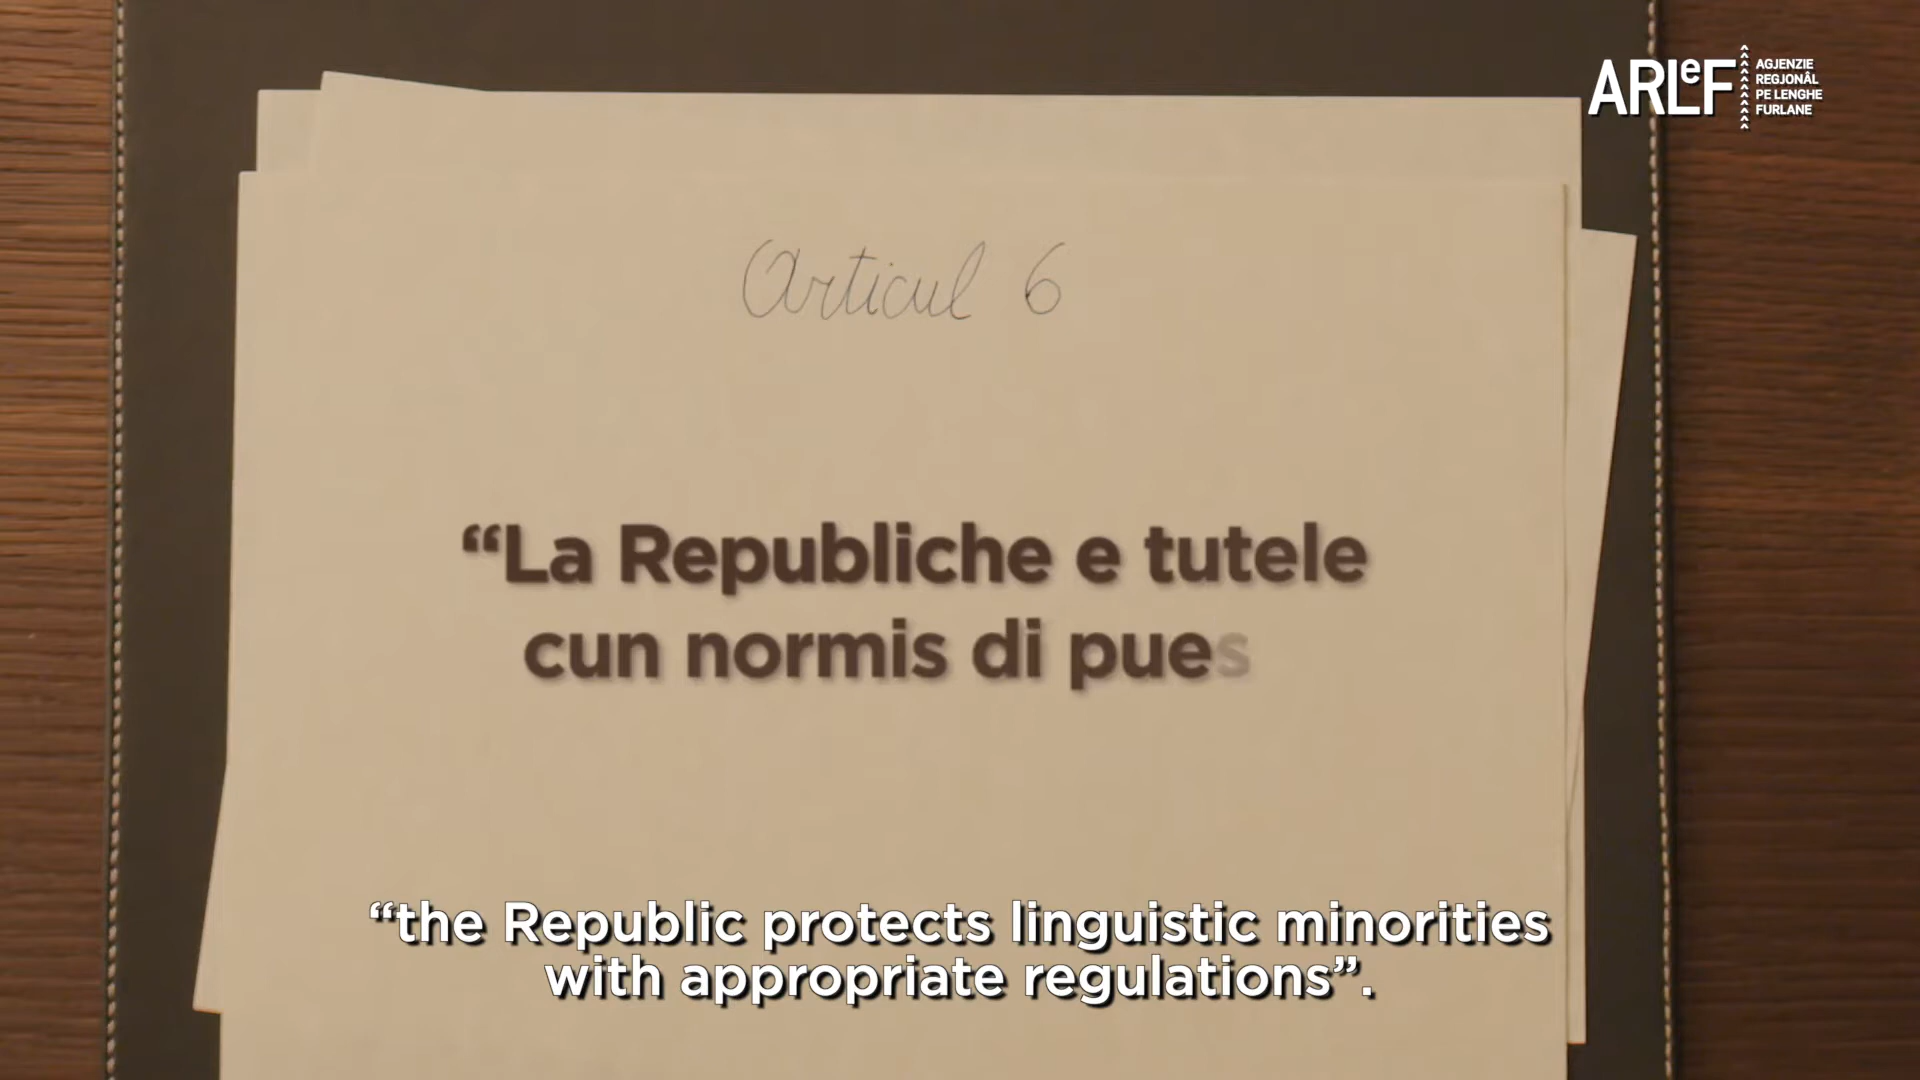 ARLeF
AGJENZIE
REGJONÂL
PE LENGHE
FURLANE
Articul 6
“La Republiche e tutele
cun normis di pues
“the Republic protects linguistic minorities
with appropriate regulations”.